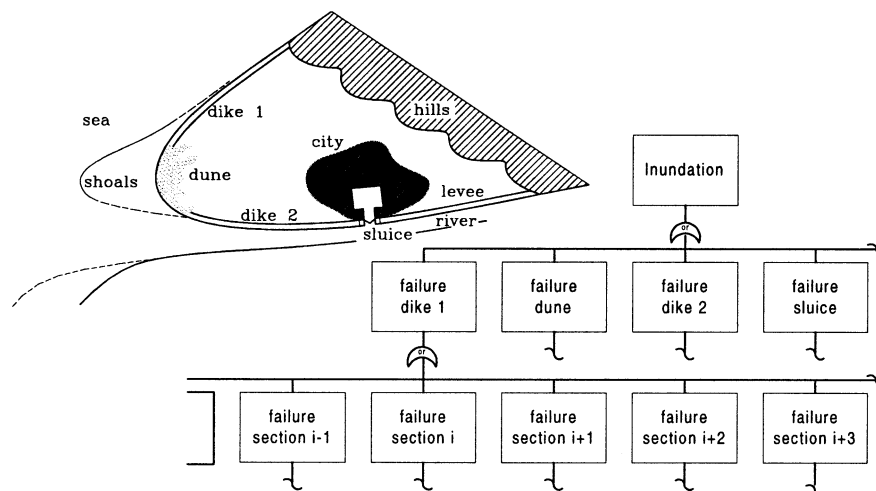 sea
dike 1
hills
city
shoals
dune
levee
dike 2
river
sluice
Inundation
or
failure
dike 1
failure
dune
failure
dike 2
failure
sluice
or
failure
section i-1
failure
section i
failure
section i+1
failure
section i+2
failure
section i+3